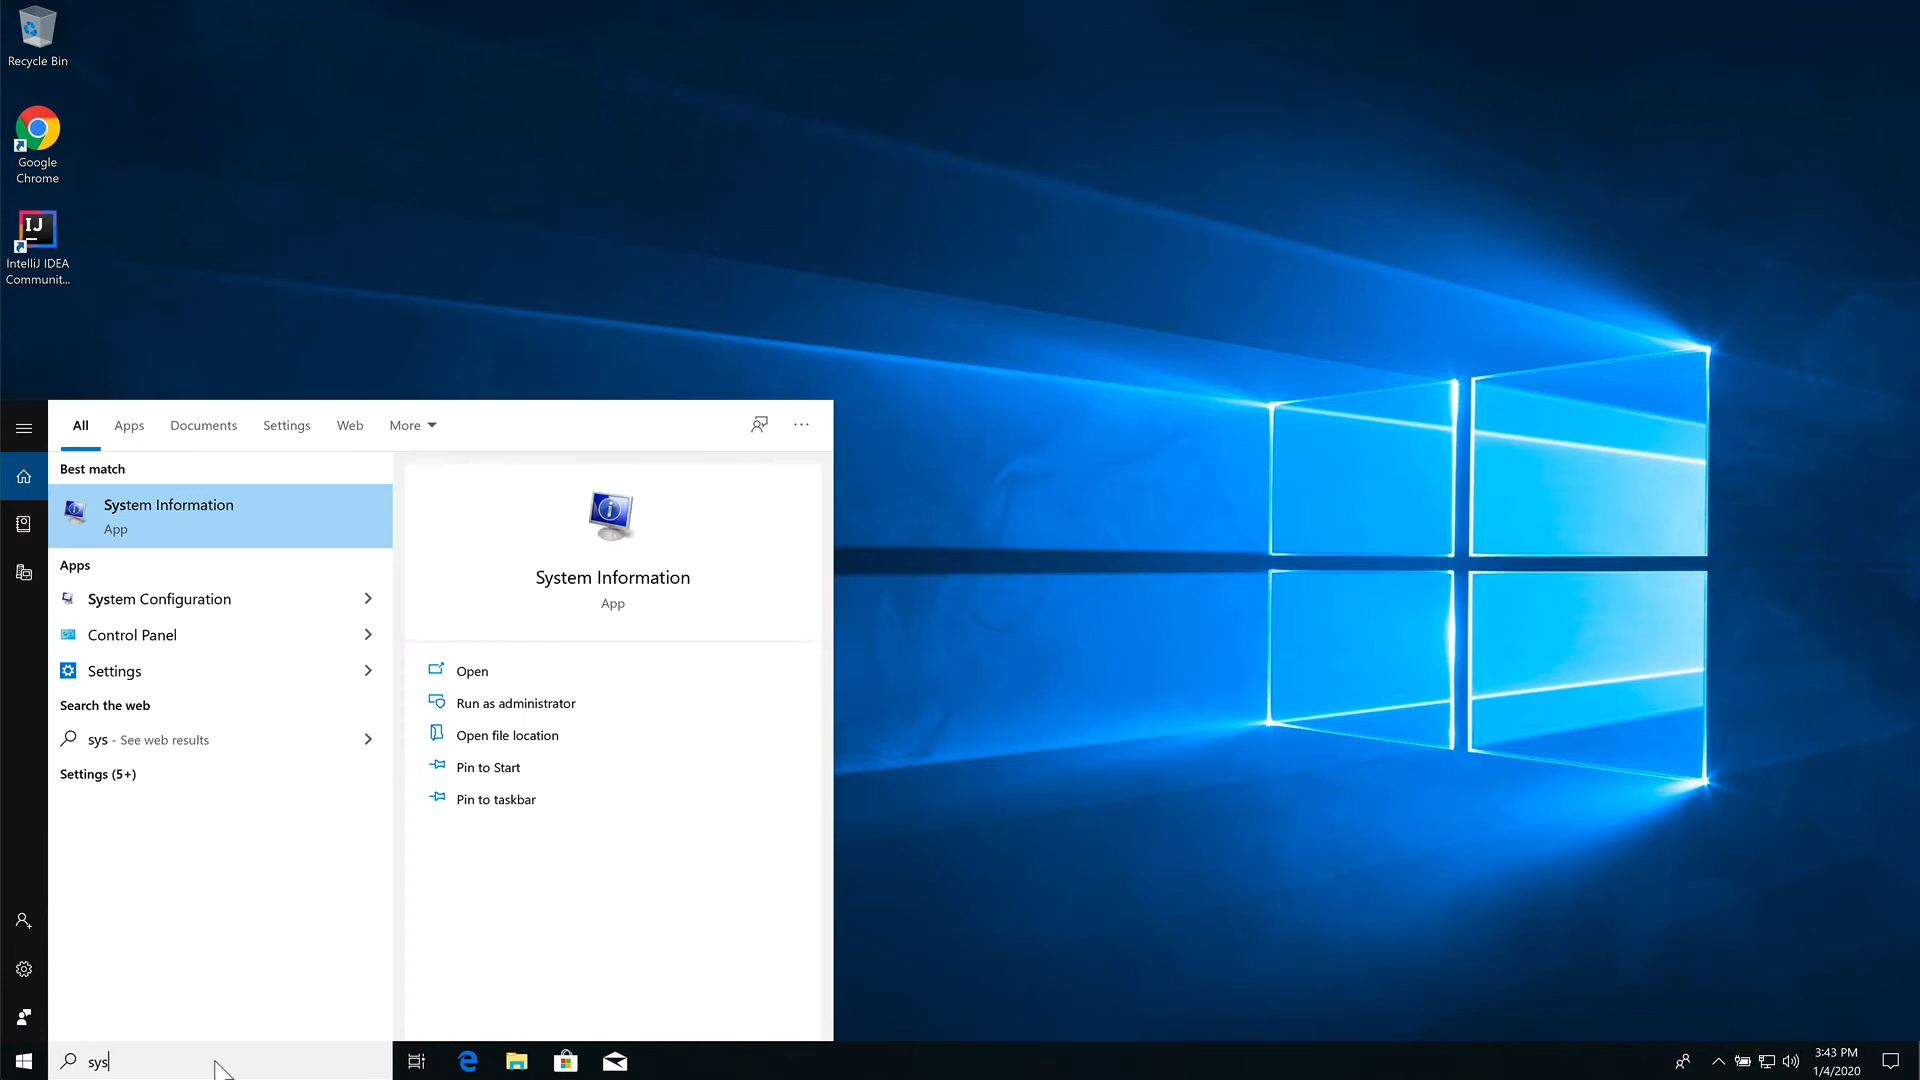 Recycle Bin
Google
Chrome
IJ
IntelliJ IDEA
Communit...
All
Apps
Documents
Settings
Web
More
Best match
System Information
App
Apps
System Configuration
Control Panel
Settings
Search the web
sys - See web results
Settings (5+)
System Information
App
Open
Run as administrator
Open file location
Pin to Start
Pin to taskbar
sys
3:43 PM
1/4/2020